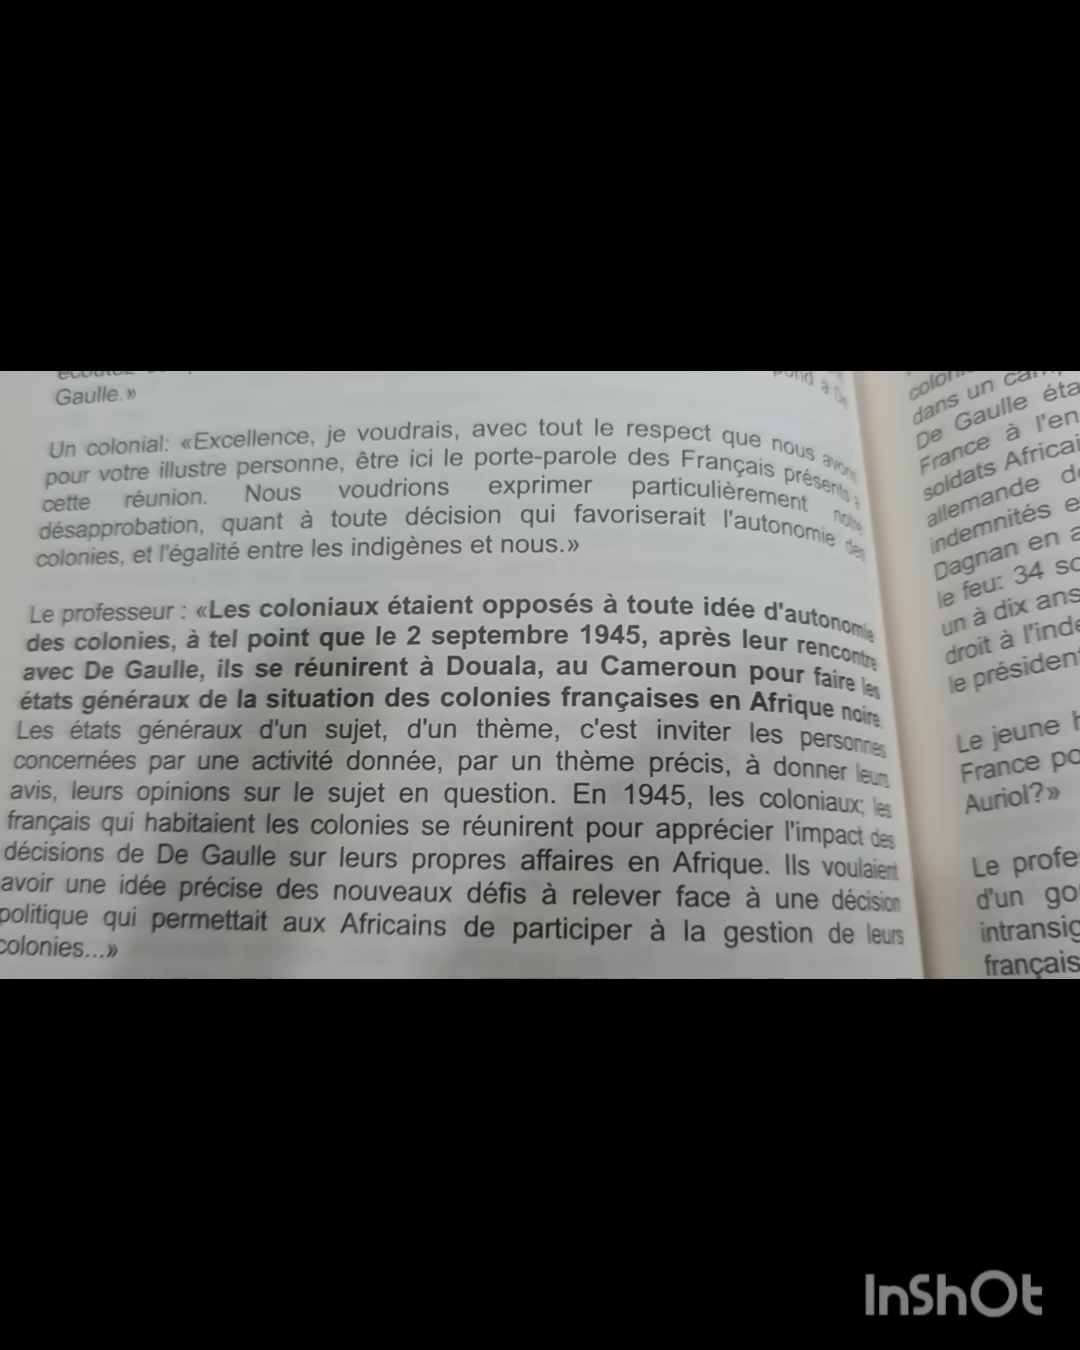 Gaulle.»
Un colonial: «Excellence, je voudrais, avec tout le respect que nous avons
pour votre illustre personne, être ici le porte-parole des Français présents à
cette réunion. Nous voudrions exprimer particulièrement notre
désapprobation, quant à toute décision qui favoriserait l'autonomie des
colonies, et l'égalité entre les indigènes et nous.»
Le professeur : «Les coloniaux étaient opposés à toute idée d'autonomie
des colonies, à tel point que le 2 septembre 1945, après leur rencontre
avec De Gaulle, ils se réunirent à Douala, au Cameroun pour faire les
états généraux de la situation des colonies françaises en Afrique noire.
Les états généraux d'un sujet, d'un thème, c'est inviter les personnes
concernées par une activité donnée, par un thème précis, à donner leurs
avis, leurs opinions sur le sujet en question. En 1945, les coloniaux; les
français qui habitaient les colonies se réunirent pour apprécier l'impact des
décisions de De Gaulle sur leurs propres affaires en Afrique. Ils voulaient
avoir une idée précise des nouveaux défis à relever face à une décision
politique qui permettait aux Africains de participer à la gestion de leurs
colonies...»
dans un
De Gaulle
France à
soldats
allemande
indemnités
Dagnan en
le feu: 34
un à dix ans
droit à
le président
Le jeune
France
Auriol?»
Le
d'un
français
InShOt